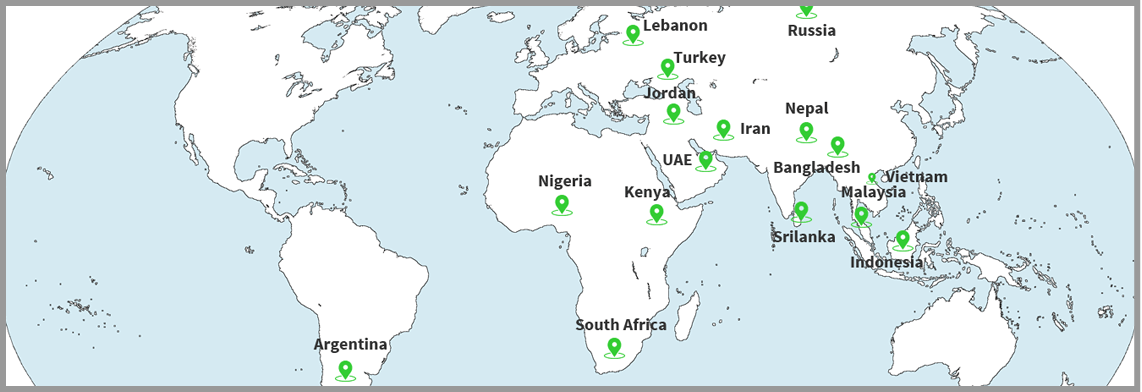 Lebanon
Russia
Turkey
Jordan
Nepal
Iran
UAE
Bangladesh
Vietnam
Nigeria
Kenya
Malaysia
Srilanka
Indonesia
South Africa
Argentina